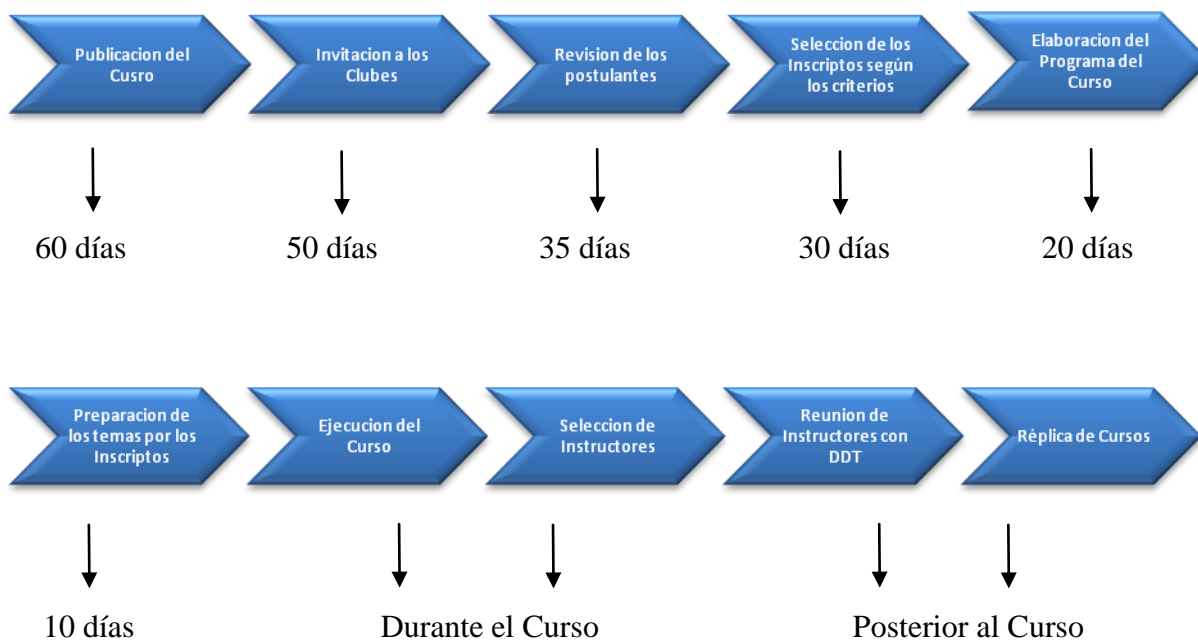 Publicacion del
Cusro
Invitacion a los
Clubes
Revision de los
postulantes
Seleccion de los
Inscriptos según
los criterios
Elaboracion del
Programa del
Curso
60 días
50 días
35 días
30 días
20 días
Preparacion de
los temas por los
Inscriptos
Ejecucion del
Curso
Seleccion de
Instructores
Reunion de
Instructores con
DDT
Réplica de Cursos
10 días
Durante el Curso
Posterior al Curso